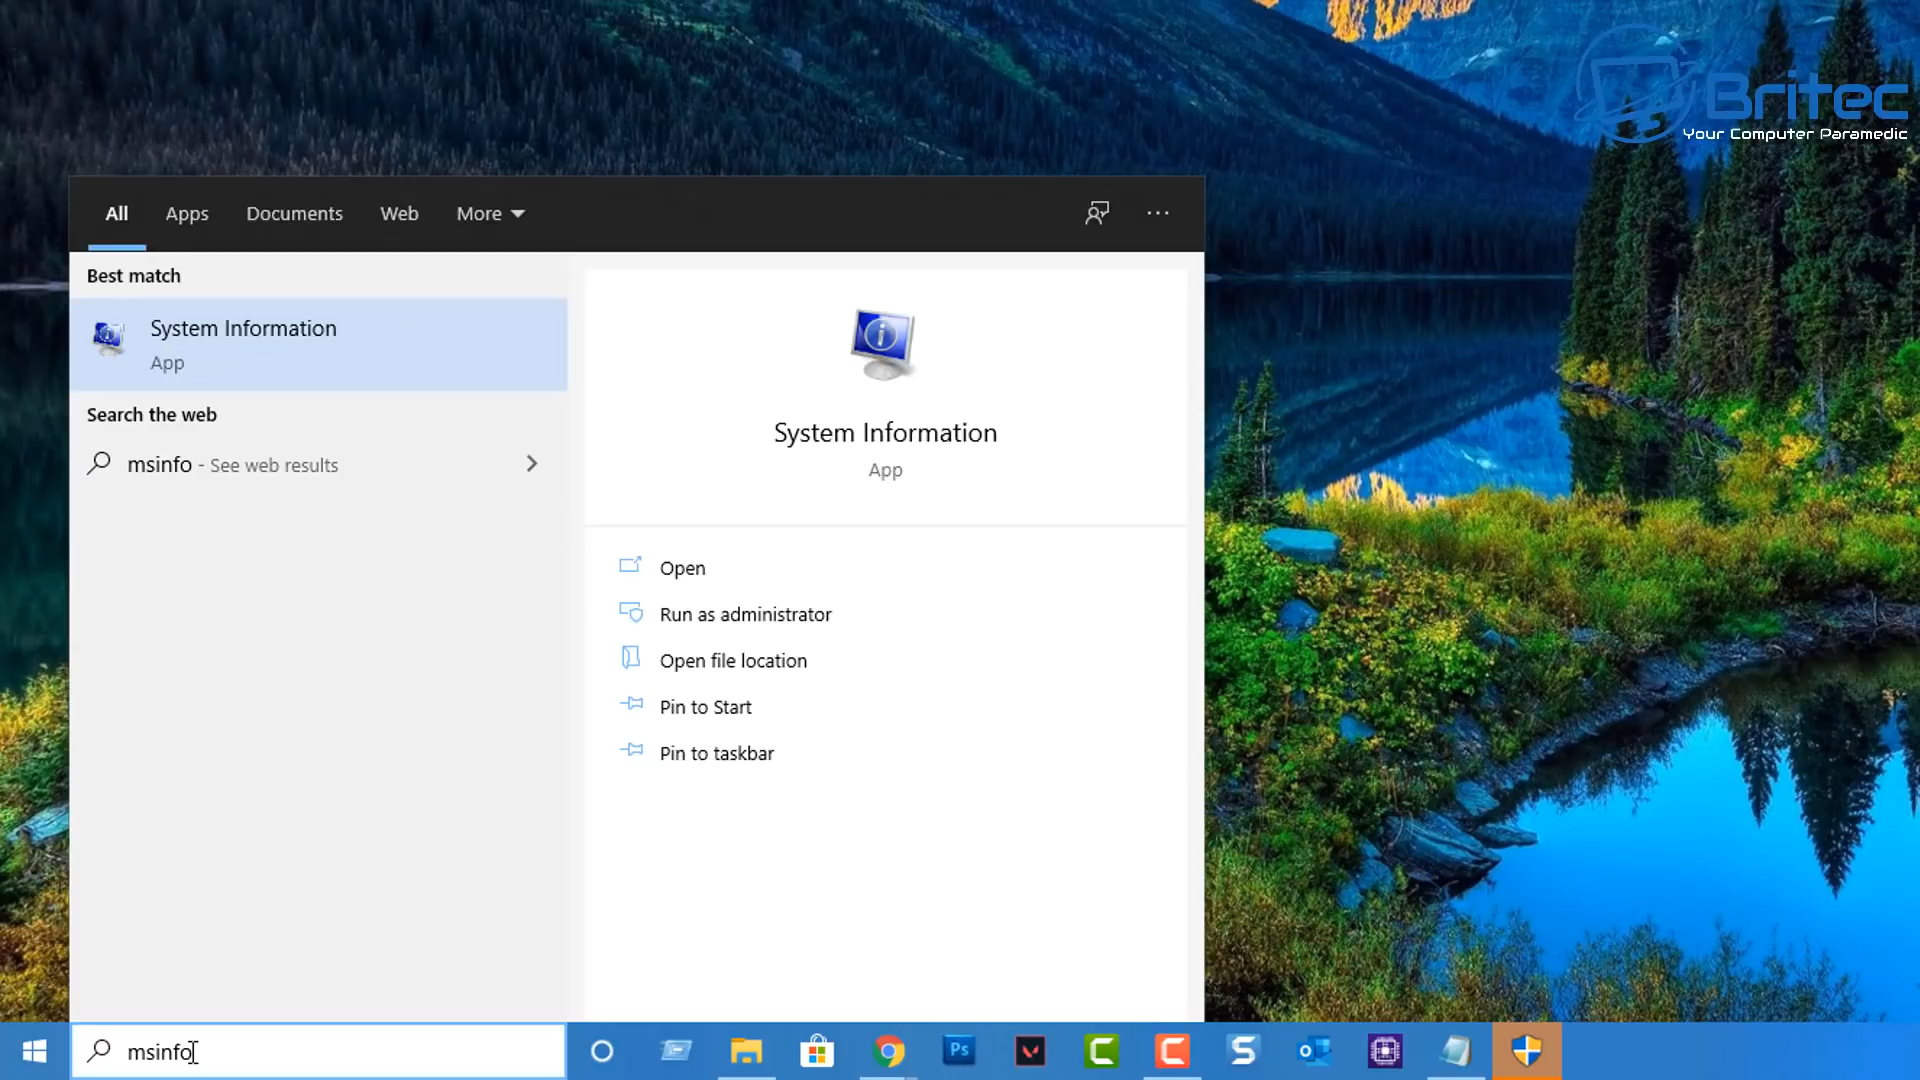 Britec
Your Computer Paramedic
All Apps Documents Web More
Best match
System Information
App
Search the web
msinfo - See web results
System Information
App
Open
Run as administrator
Open file location
Pin to Start
Pin to taskbar
msinfo
Ps
C
C
S